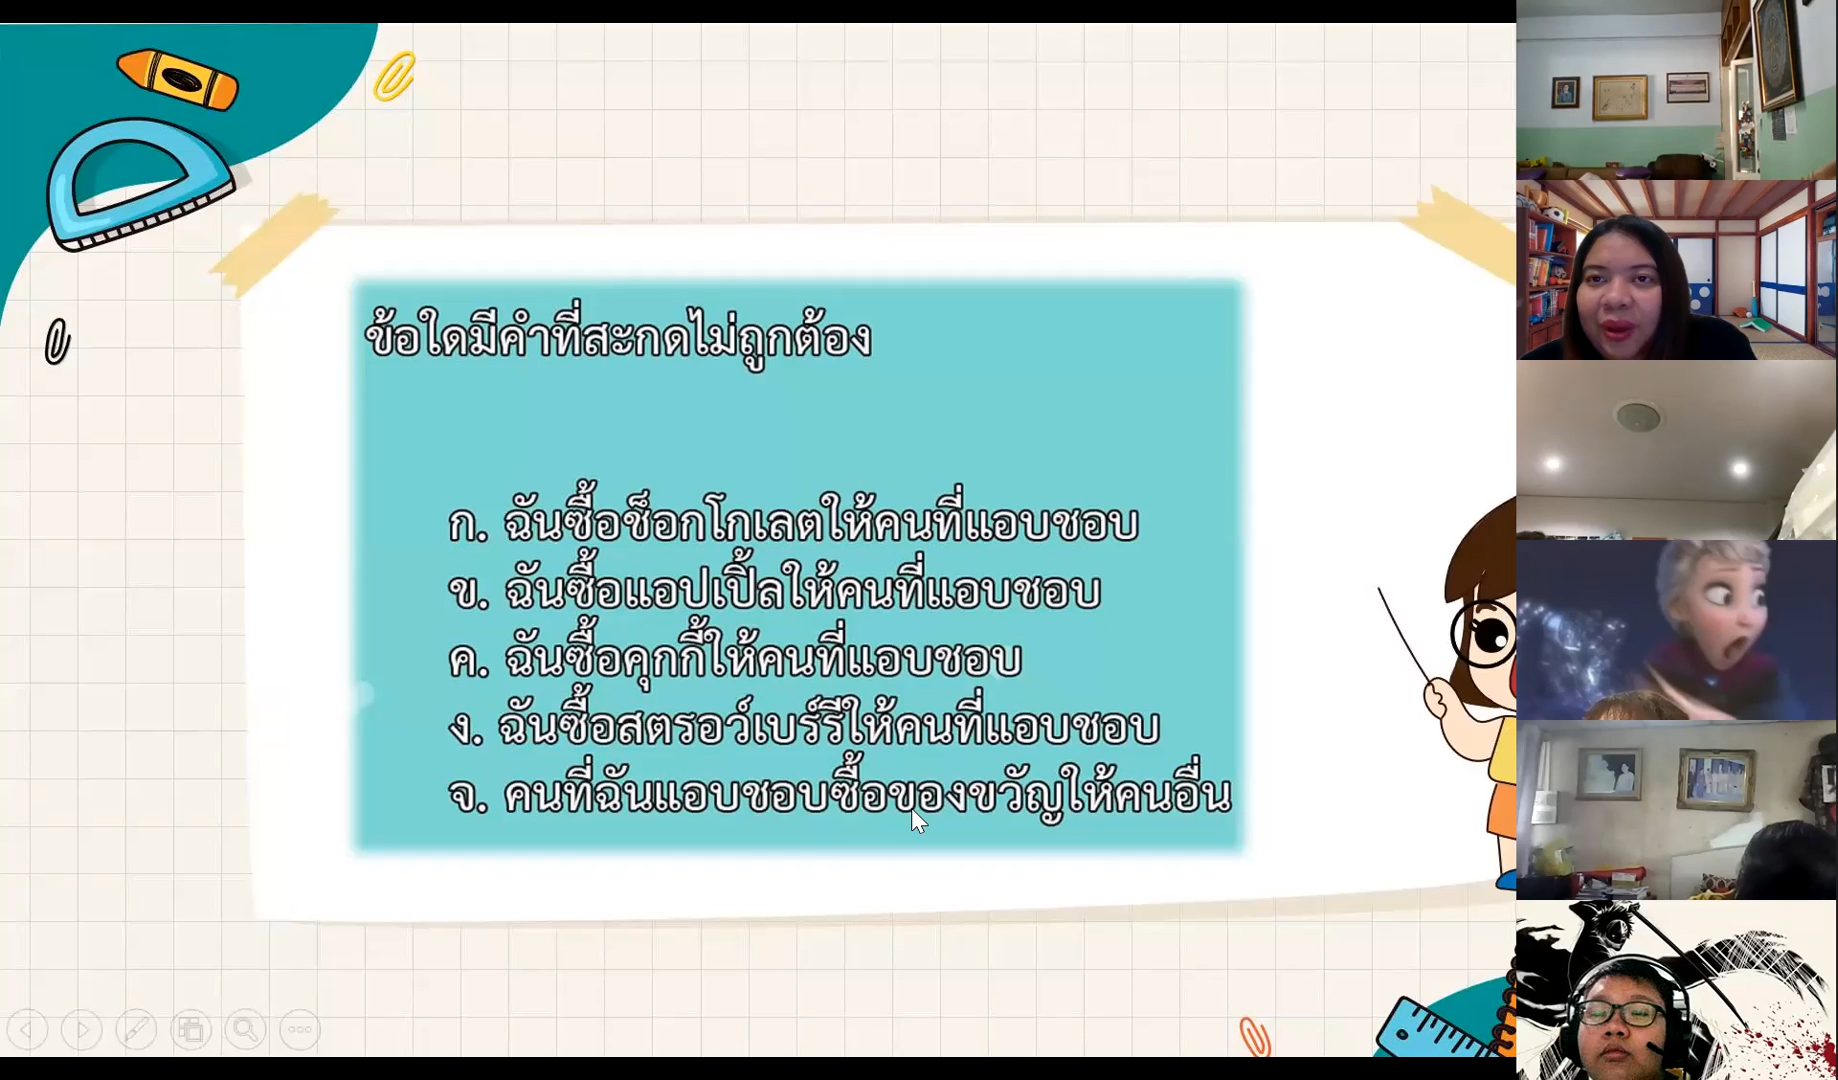 ข้อใดมีคำที่สะกดไม่ถูกต้อง
ก. ฉันซื้อช็อกโกเลตให้คนที่แอบชอบ
ข. ฉันซื้อแอปเปิ้ลให้คนที่แอบชอบ
ค. ฉันซื้อคุกกี้ให้คนที่แอบชอบ
ง. ฉันซื้อสตรอว์เบร์รีให้คนที่แอบชอบ
จ. คนที่ฉันแอบชอบซื้อของขวัญให้คนอื่น